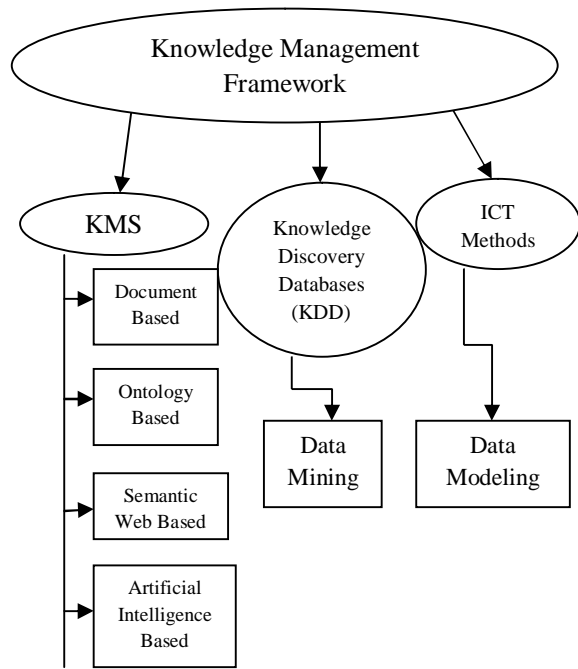 Knowledge Management
Framework
KMS
Knowledge
Discovery
Databases
(KDD)
ICT
Methods
Document
Based
Ontology
Based
Semantic
Web Based
Artificial
Intelligence
Based
Data
Mining
Data
Modeling